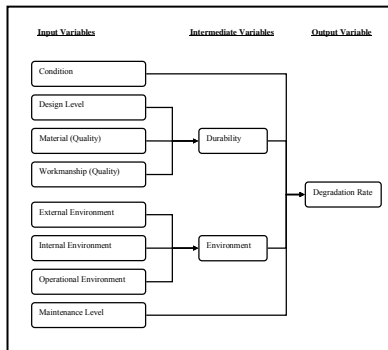 Input Variables Intermediate Variables Output Variable
Condition
Design Level
Material (Quality) Durability
Workmanship (Quality)
Degradation Rate
External Environment
Internal Environment Environment
Operational Environment
Maintenance Level